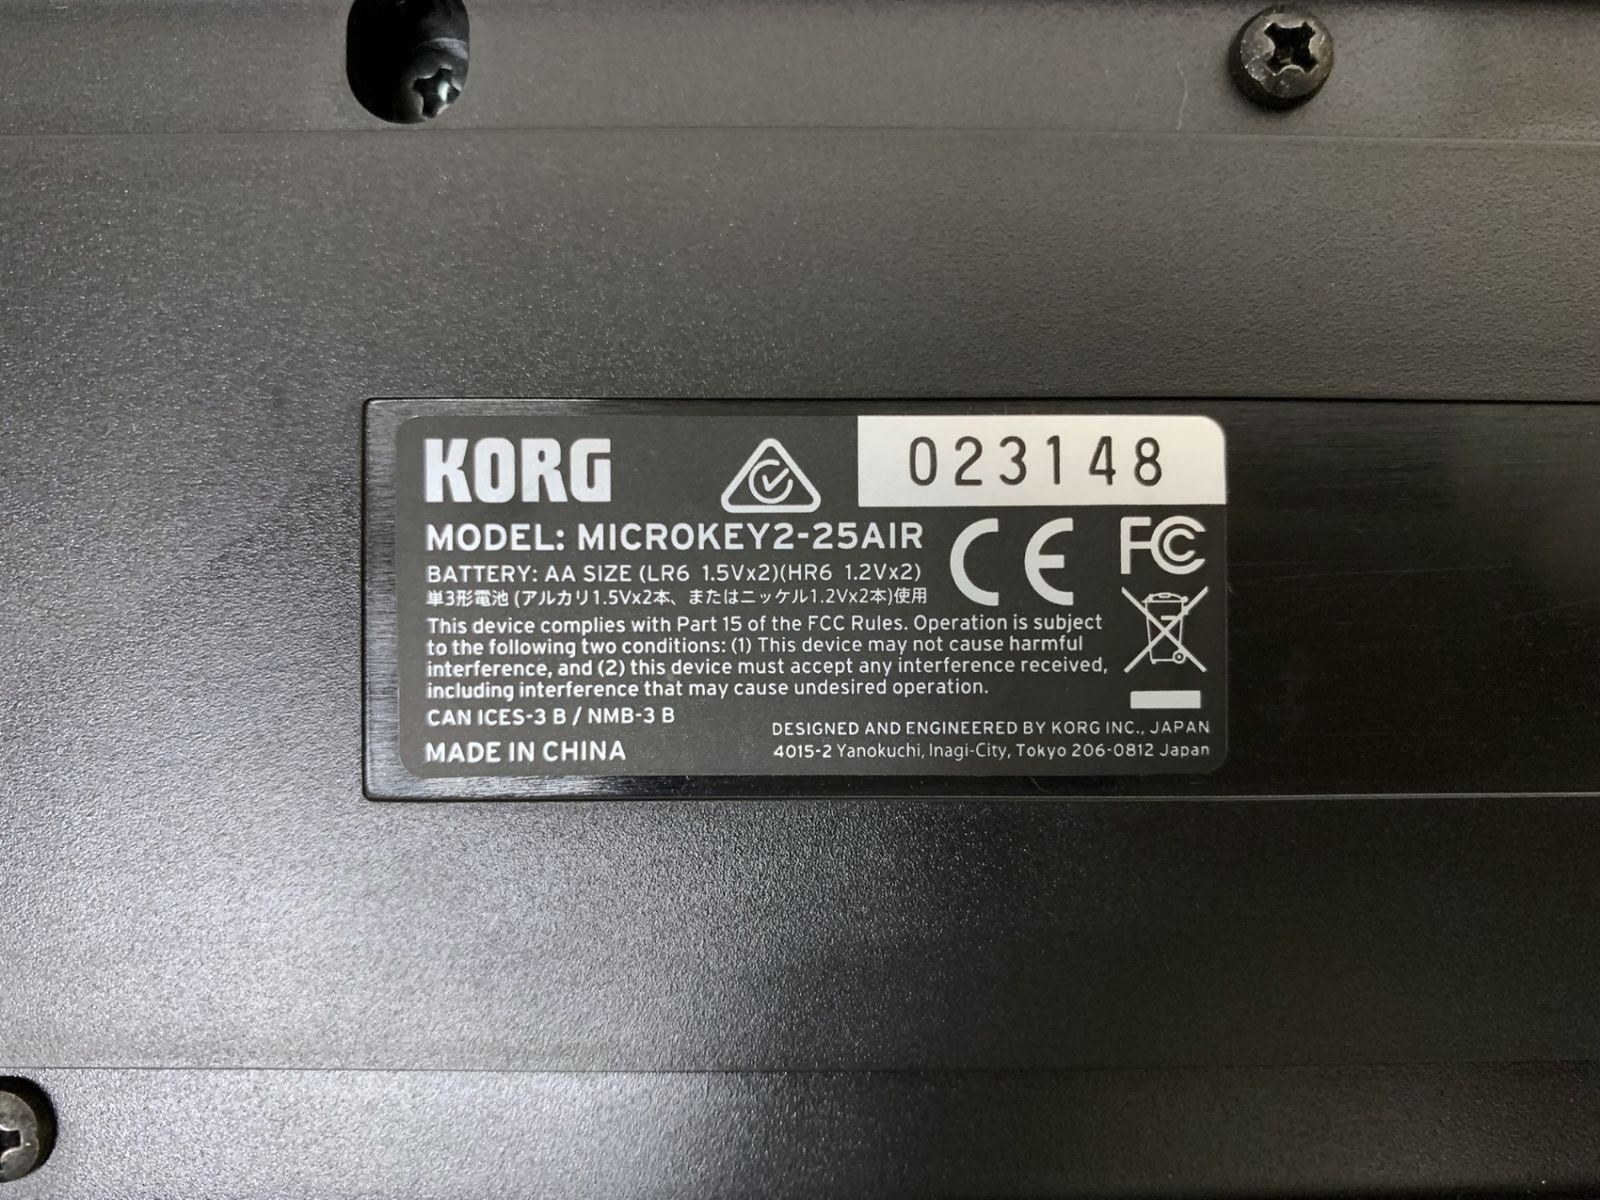 KORG
023148
MODEL: MICROKEY2-25AIR
BATTERY: AA SIZE (LR6 1.5Vx2)(HR6 1.2Vx2)
単3形電池 (アルカリ1.5Vx2本、またはニッケル1.2Vx2本)使用
CE
FC
This device complies with Part 15 of the FCC Rules. Operation is subject
to the following two conditions: (1) This device may not cause harmful
interference, and (2) this device must accept any interference received,
including interference that may cause undesired operation.
CAN ICES-3 B / NMB-3 B
MADE IN CHINA
DESIGNED AND ENGINEERED BY KORG INC., JAPAN
4015-2 Yanokuchi, Inagi-City, Tokyo 206-0812 Japan